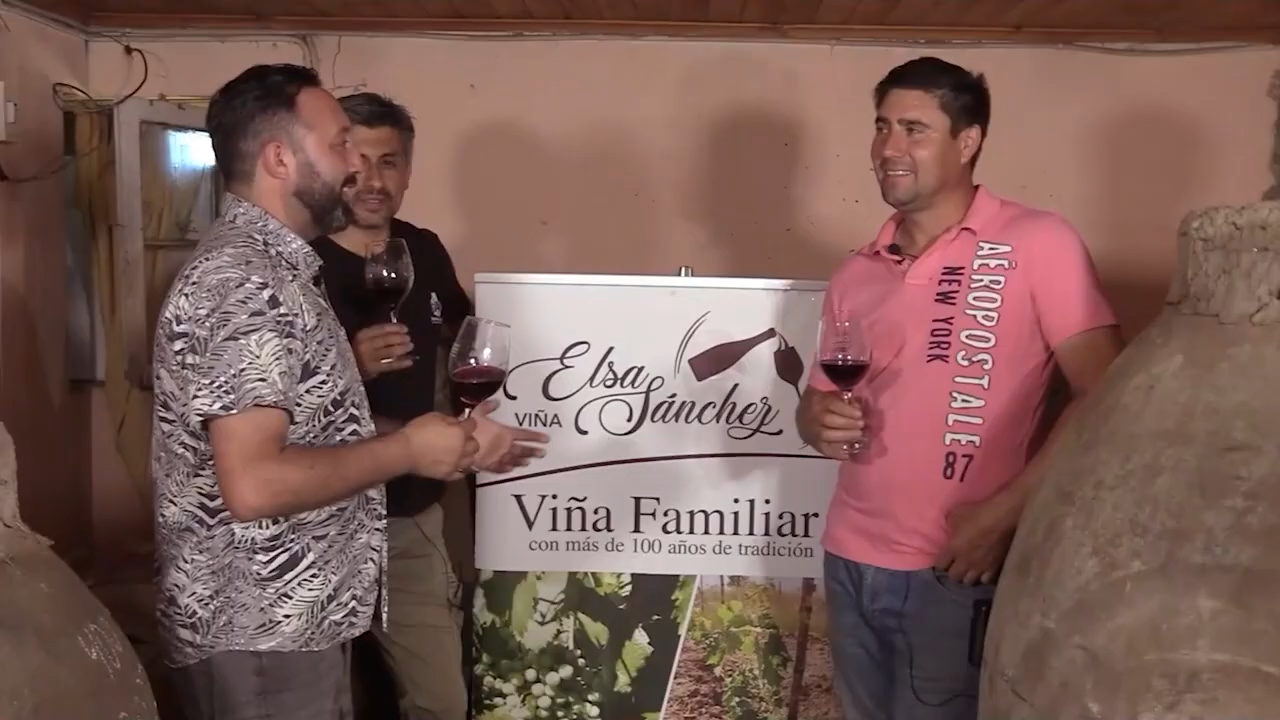 Elsa
VIÑA Sánchez
Viña Familiar
con más de 100 años de tradición
AÉROPOSTALE
NEW YORK
87